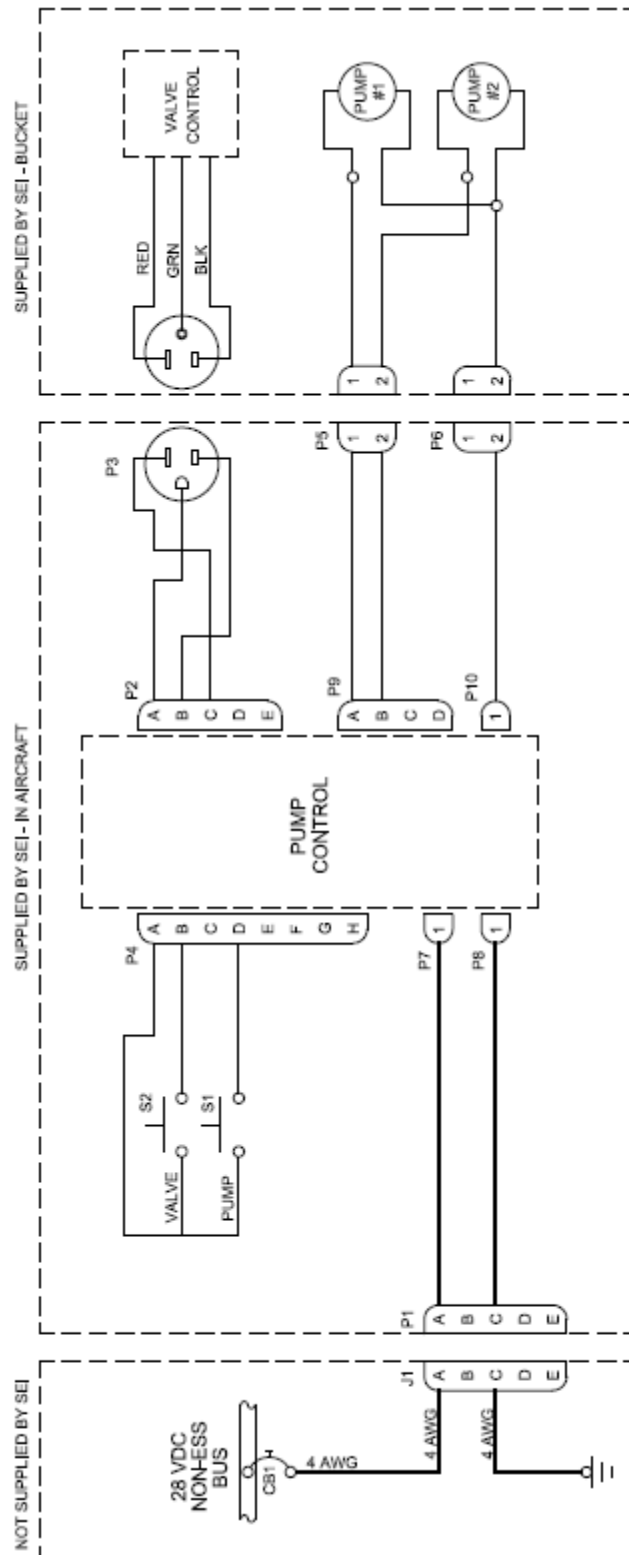 NOT SUPPLIED BY SEI
28 VDC
NON-ESS
BUS
CB1
4 AWG
4 AWG
4 AWG
J1
A
B
C
D
E
SUPPLIED BY SEI - IN AIRCRAFT
P1
A
B
C
D
E
VALVE
PUMP
S2
S1
P4
A
B
C
D
E
F
G
H
P7
1
P8
1
PUMP
CONTROL
P2
A
B
C
D
E
P9
A
B
C
D
P10
1
P3
P5
1
2
P6
1
2
SUPPLIED BY SEI - BUCKET
RED
GRN
BLK
VALVE
CONTROL
1
2
1
2
PUMP
#1
PUMP
#2